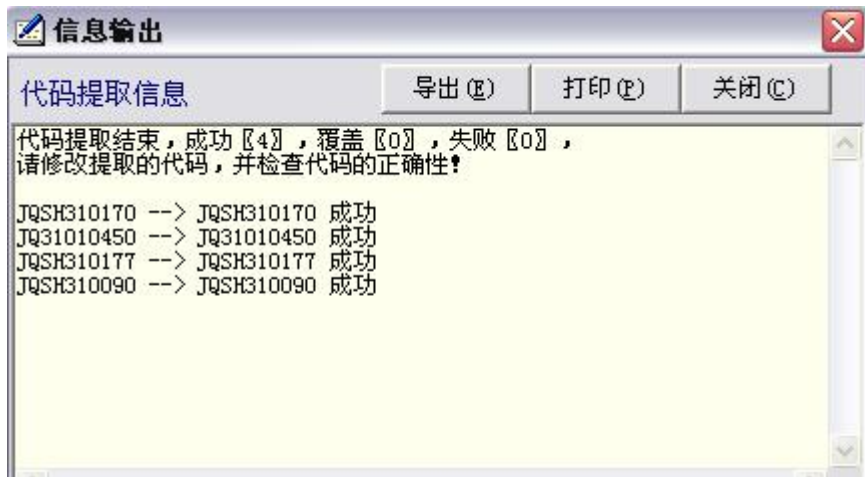 信息输出
代码提取信息
导出(E)
打印(P)
关闭(C)
代码提取结束，成功〖4〗，覆盖〖0〗，失败〖0〗，
请修改提取的代码，并检查代码的正确性！
JQSH310170 --> JQSH310170 成功
JQ31010450 --> JQ31010450 成功
JQSH310177 --> JQSH310177 成功
JQSH310090 --> JQSH310090 成功